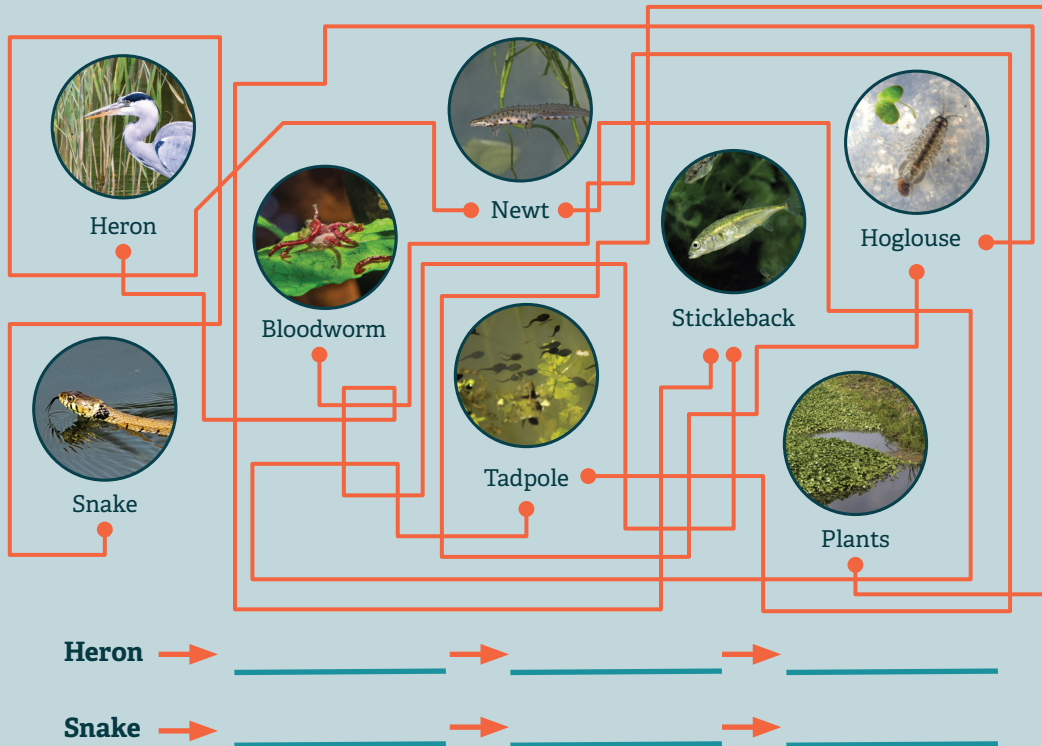 Newt
Heron
Hoglouse
Stickleback
Bloodworm
Tadpole
Snake
Plants
Heron
Snake